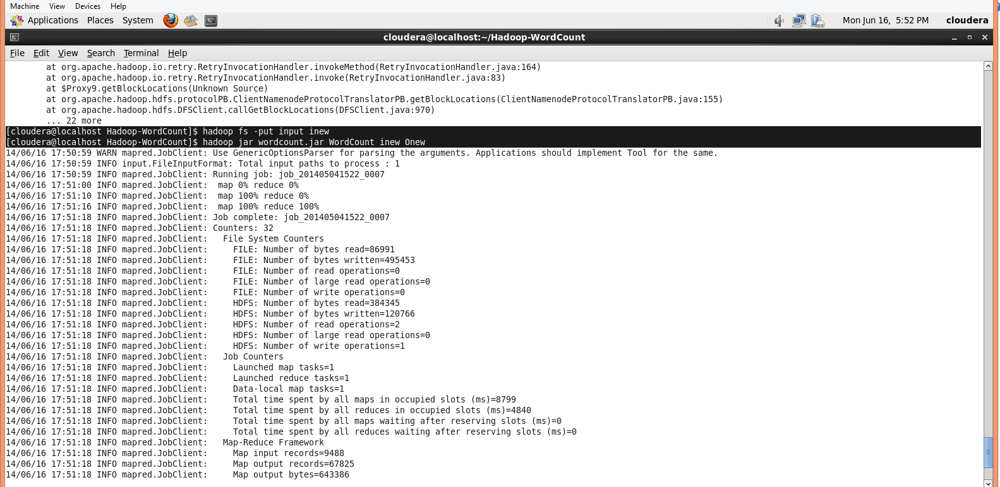 Machine View Devices Help
Applications Places System Mon Jun 16, 5:52 PM cloudera
cloudera@localhost:~/Hadoop-WordCount
File Edit View Search Terminal Help
at org.apache.hadoop.io.retry.RetryInvocationHandler.invokeMethod(RetryInvocationHandler.java:164)
at org.apache.hadoop.io.retry.RetryInvocationHandler.invoke(RetryInvocationHandler.java:83)
at $Proxy9.getBlockLocations(Unknown Source)
at org.apache.hadoop.hdfs.protocolPB.ClientNamenodeProtocolTranslatorPB.getBlockLocations(ClientNamenodeProtocolTranslatorPB.java:155)
at org.apache.hadoop.hdfs.DFSClient.callGetBlockLocations(DFSClient.java:970)
... 22 more
[cloudera@localhost Hadoop-WordCount]$ hadoop fs -put input inew
[cloudera@localhost Hadoop-WordCount]$ hadoop jar wordcount.jar WordCount inew Onew
14/06/16 17:50:59 WARN mapred.JobClient: Use GenericOptionsParser for parsing the arguments. Applications should implement Tool for the same.
14/06/16 17:50:59 INFO input.FileInputFormat: Total input paths to process : 1
14/06/16 17:50:59 INFO mapred.JobClient: Running job: job_201405041522_0007
14/06/16 17:51:00 INFO mapred.JobClient:  map 0% reduce 0%
14/06/16 17:51:10 INFO mapred.JobClient:  map 100% reduce 0%
14/06/16 17:51:16 INFO mapred.JobClient:  map 100% reduce 100%
14/06/16 17:51:18 INFO mapred.JobClient: Job complete: job_201405041522_0007
14/06/16 17:51:18 INFO mapred.JobClient: Counters: 32
14/06/16 17:51:18 INFO mapred.JobClient:   File System Counters
14/06/16 17:51:18 INFO mapred.JobClient:     FILE: Number of bytes read=86991
14/06/16 17:51:18 INFO mapred.JobClient:     FILE: Number of bytes written=495453
14/06/16 17:51:18 INFO mapred.JobClient:     FILE: Number of read operations=0
14/06/16 17:51:18 INFO mapred.JobClient:     FILE: Number of large read operations=0
14/06/16 17:51:18 INFO mapred.JobClient:     FILE: Number of write operations=0
14/06/16 17:51:18 INFO mapred.JobClient:     HDFS: Number of bytes read=384345
14/06/16 17:51:18 INFO mapred.JobClient:     HDFS: Number of bytes written=120766
14/06/16 17:51:18 INFO mapred.JobClient:     HDFS: Number of read operations=2
14/06/16 17:51:18 INFO mapred.JobClient:     HDFS: Number of large read operations=0
14/06/16 17:51:18 INFO mapred.JobClient:     HDFS: Number of write operations=1
14/06/16 17:51:18 INFO mapred.JobClient:   Job Counters
14/06/16 17:51:18 INFO mapred.JobClient:     Launched map tasks=1
14/06/16 17:51:18 INFO mapred.JobClient:     Launched reduce tasks=1
14/06/16 17:51:18 INFO mapred.JobClient:     Data-local map tasks=1
14/06/16 17:51:18 INFO mapred.JobClient:     Total time spent by all maps in occupied slots (ms)=8799
14/06/16 17:51:18 INFO mapred.JobClient:     Total time spent by all reduces in occupied slots (ms)=4840
14/06/16 17:51:18 INFO mapred.JobClient:     Total time spent by all maps waiting after reserving slots (ms)=0
14/06/16 17:51:18 INFO mapred.JobClient:     Total time spent by all reduces waiting after reserving slots (ms)=0
14/06/16 17:51:18 INFO mapred.JobClient:   Map-Reduce Framework
14/06/16 17:51:18 INFO mapred.JobClient:     Map input records=9488
14/06/16 17:51:18 INFO mapred.JobClient:     Map output records=67825
14/06/16 17:51:18 INFO mapred.JobClient:     Map output bytes=643386